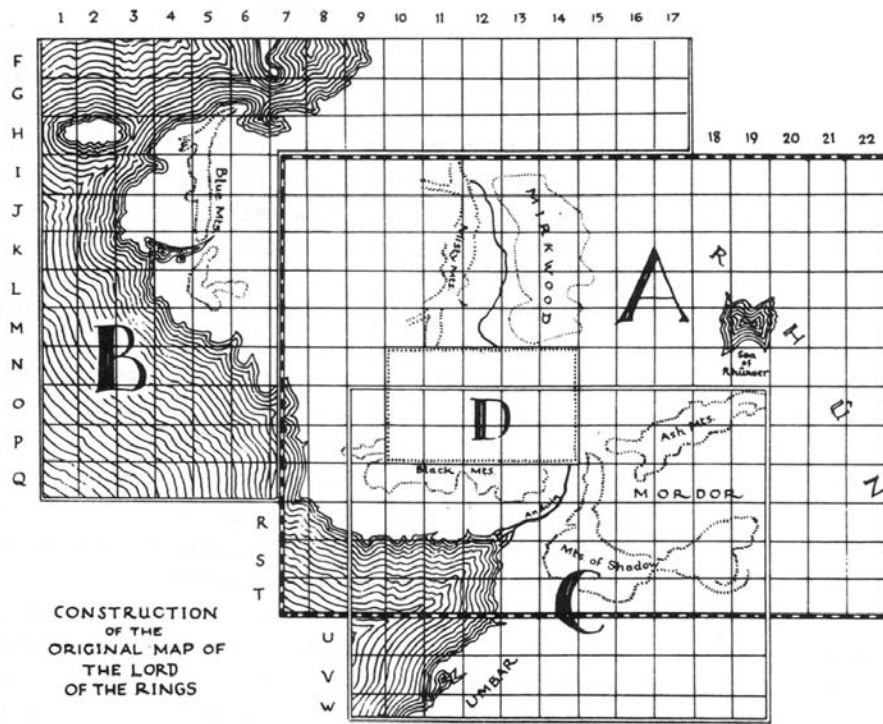 1 2 3 4 5 6 7 8 9 10 11 12 13 14 15 16 17
18 19 20 21 22
F
G
H
I
J
K
L
M
N
O
P
Q
R
S
T
U
V
W
Blue Mts
Misty Mts
MIRKWOOD
A
R
H
Û
N
Sea
of
Rhûnaer
B
D
Ash Mts.
Black Mts.
Anduin
MORDOR
Mts of Shadow
C
UMBAR
CONSTRUCTION
OF THE
ORIGINAL MAP OF
THE LORD
OF THE RINGS